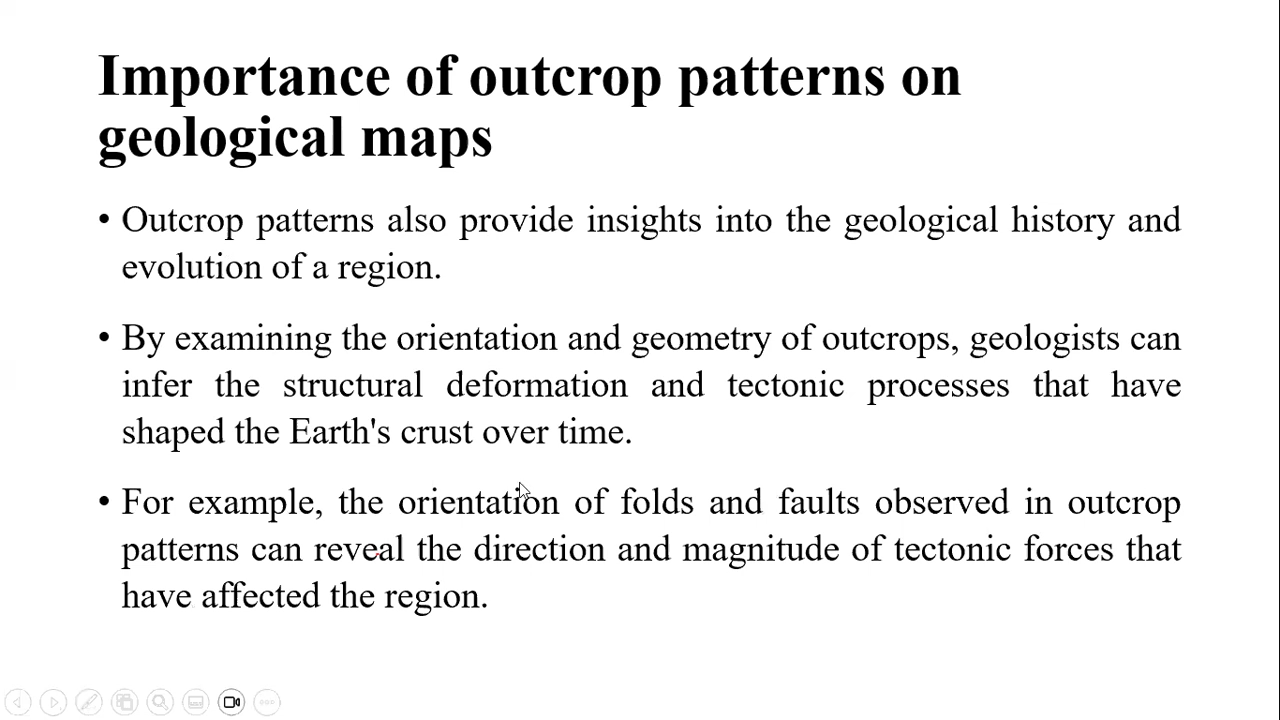 Importance of outcrop patterns on
geological maps
• Outcrop patterns also provide insights into the geological history and
evolution of a region.
• By examining the orientation and geometry of outcrops, geologists can
infer the structural deformation and tectonic processes that have
shaped the Earth's crust over time.
• For example, the orientation of folds and faults observed in outcrop
patterns can reveal the direction and magnitude of tectonic forces that
have affected the region.